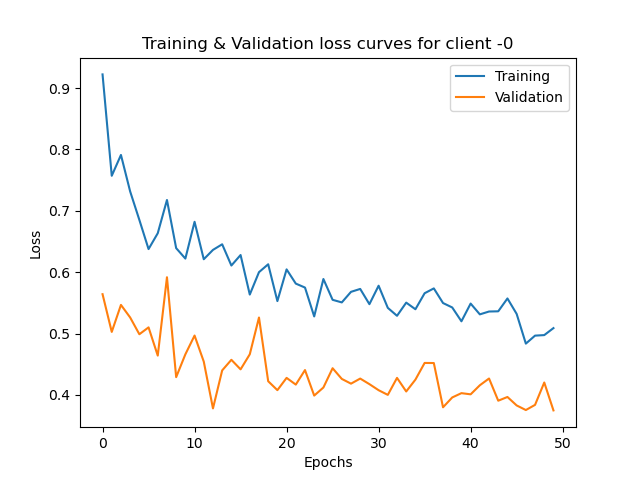 Training & Validation loss curves for client -0
Training
Validation
0.9
0.8
0.7
0.6
0.5
0.4
Loss
0 10 20 30 40 50
Epochs